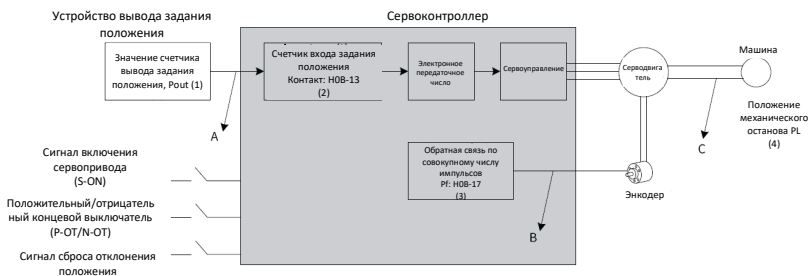 Устройство вывода задания
положения
Сервоконтроллер
Значение счетчика
вывода задания
положения, Pout (1)
Счетчик входа задания
положения
Контакт: H0B-13
(2)
Электронное
передаточное
число
Сервоуправление
Серводвига
тель
Машина
Положение
механического
останова PL
(4)
A
C
Сигнал включения
сервопривода
(S-ON)
Обратная связь по
совокупному числу
импульсов
Pf: H0B-17
(3)
Энкодер
Положительный/отрицатель
ный концевой выключатель
(P-OT/N-OT)
B
Сигнал сброса отклонения
положения